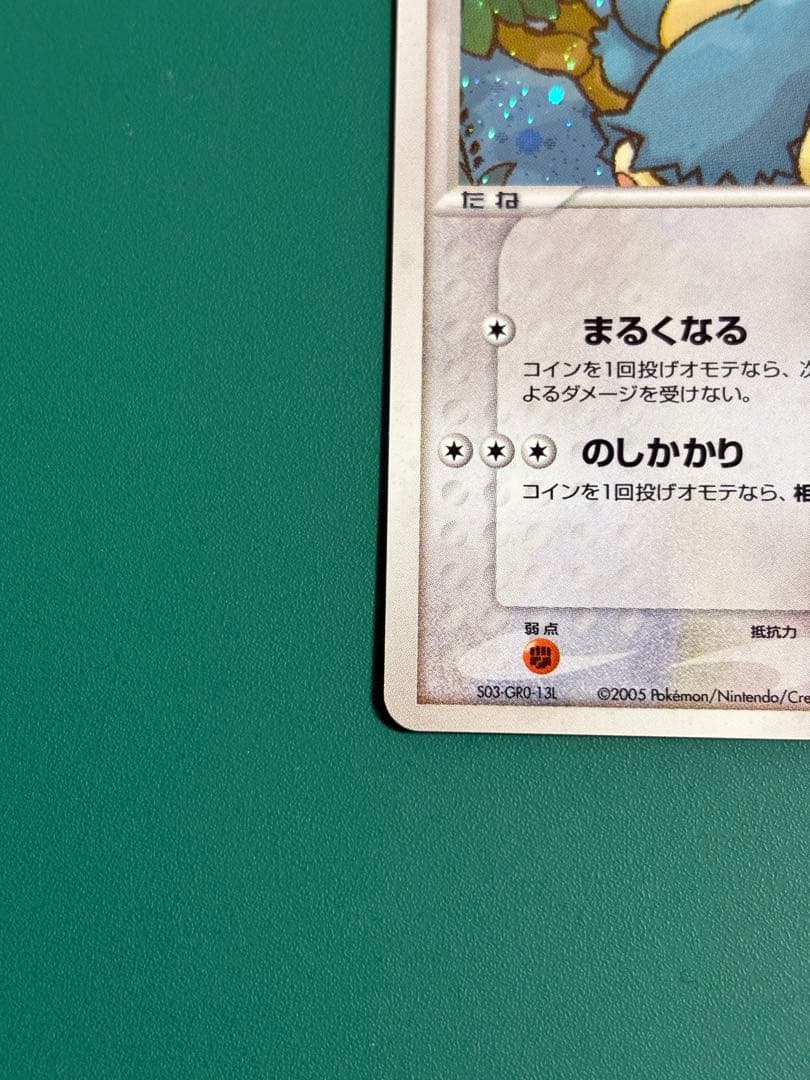 たね
まるくなる
コインを1回投げオモテなら、次
よるダメージを受けない。
のしかかり
コインを1回投げオモテなら、相
弱点
抵抗力
S03-GR0-13L
©2005 Pokémon/Nintendo/Cre